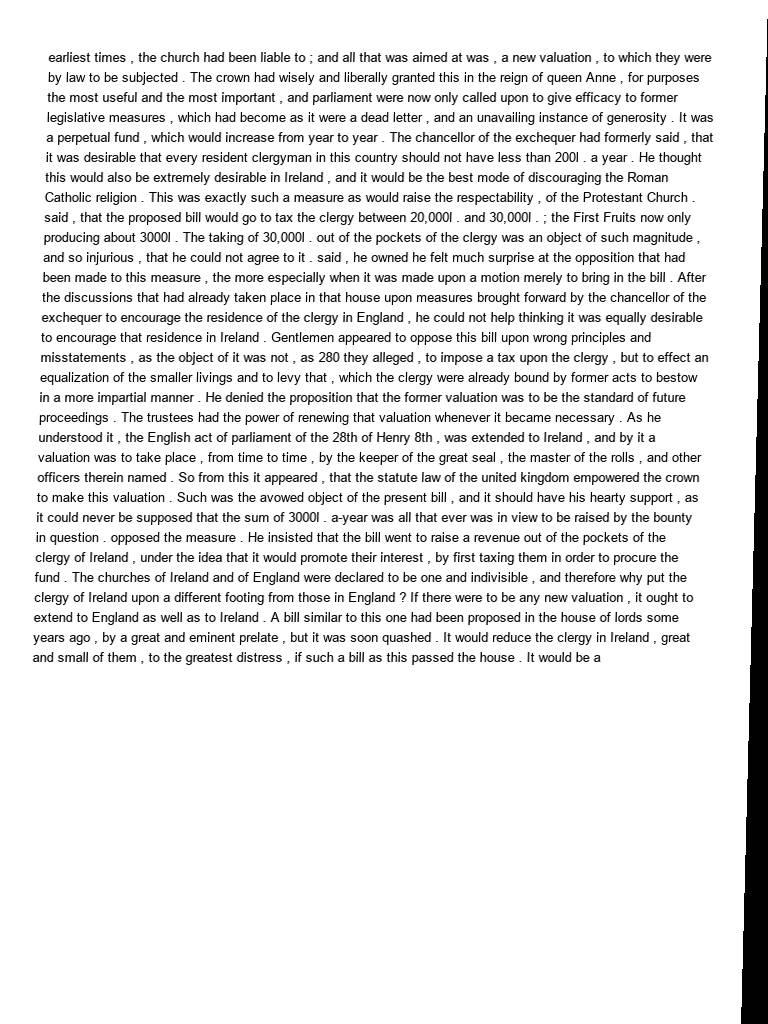 earliest times , the church had been liable to ; and all that was aimed at was , a new valuation , to which they were
by law to be subjected . The crown had wisely and liberally granted this in the reign of queen Anne , for purposes
the most useful and the most important , and parliament were now only called upon to give efficacy to former
legislative measures , which had become as it were a dead letter , and an unavailing instance of generosity . It was
a perpetual fund , which would increase from year to year . The chancellor of the exchequer had formerly said , that
it was desirable that every resident clergyman in this country should not have less than 200l . a year . He thought
this would also be extremely desirable in Ireland , and it would be the best mode of discouraging the Roman
Catholic religion . This was exactly such a measure as would raise the respectability , of the Protestant Church .
said , that the proposed bill would go to tax the clergy between 20,000l . and 30,000l . ; the First Fruits now only
producing about 3000l . The taking of 30,000l . out of the pockets of the clergy was an object of such magnitude ,
and so injurious , that he could not agree to it . said , he owned he felt much surprise at the opposition that had
been made to this measure , the more especially when it was made upon a motion merely to bring in the bill . After
the discussions that had already taken place in that house upon measures brought forward by the chancellor of the
exchequer to encourage the residence of the clergy in England , he could not help thinking it was equally desirable
to encourage that residence in Ireland . Gentlemen appeared to oppose this bill upon wrong principles and
misstatements , as the object of it was not , as 280 they alleged , to impose a tax upon the clergy , but to effect an
equalization of the smaller livings and to levy that , which the clergy were already bound by former acts to bestow
in a more impartial manner . He denied the proposition that the former valuation was to be the standard of future
proceedings . The trustees had the power of renewing that valuation whenever it became necessary . As he
understood it , the English act of parliament of the 28th of Henry 8th , was extended to Ireland , and by it a
valuation was to take place , from time to time , by the keeper of the great seal , the master of the rolls , and other
officers therein named . So from this it appeared , that the statute law of the united kingdom empowered the crown
to make this valuation . Such was the avowed object of the present bill , and it should have his hearty support , as
it could never be supposed that the sum of 3000l . a-year was all that ever was in view to be raised by the bounty
in question . opposed the measure . He insisted that the bill went to raise a revenue out of the pockets of the
clergy of Ireland , under the idea that it would promote their interest , by first taxing them in order to procure the
fund . The churches of Ireland and of England were declared to be one and indivisible , and therefore why put the
clergy of Ireland upon a different footing from those in England ? If there were to be any new valuation , it ought to
extend to England as well as to Ireland . A bill similar to this one had been proposed in the house of lords some
years ago , by a great and eminent prelate , but it was soon quashed . It would reduce the clergy in Ireland , great
and small of them , to the greatest distress , if such a bill as this passed the house . It would be a